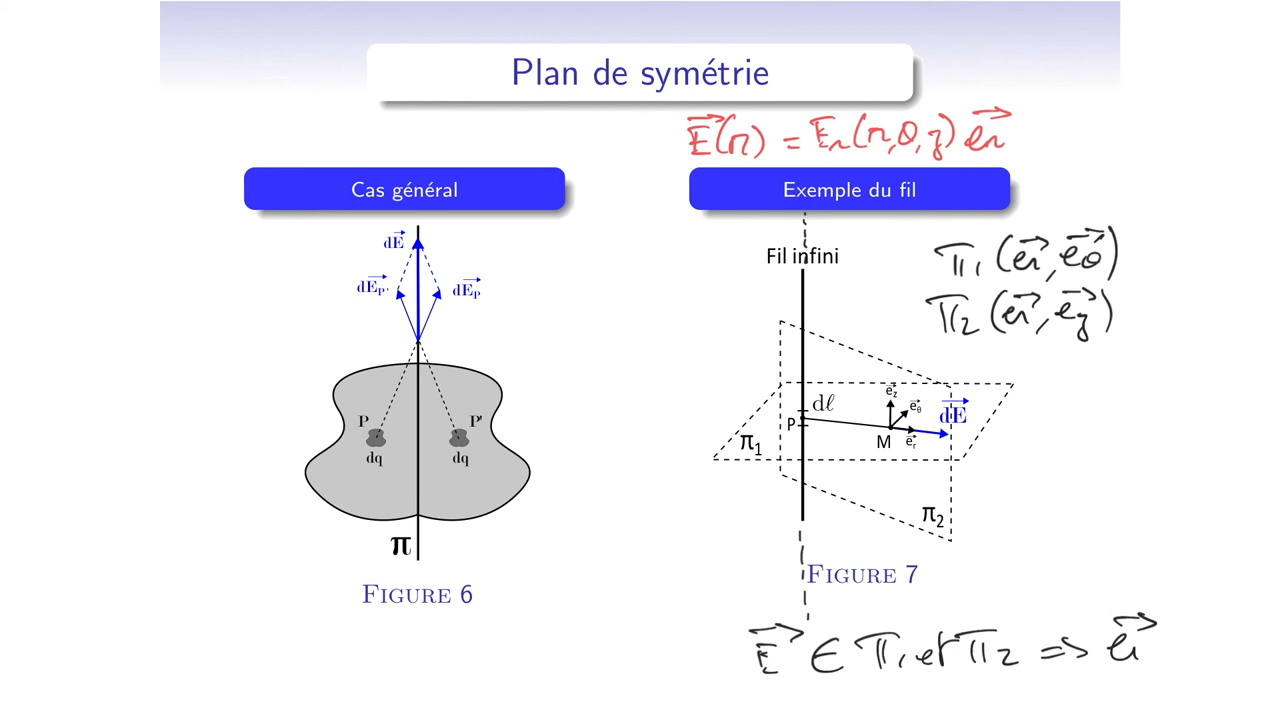 Plan de symétrie
E⃗(M) = Er(r,θ,z) e⃗r
Cas général
dE⃗
dE⃗P'
dE⃗P
P
P'
dq
dq
π
Figure 6
Exemple du fil
Fil infini
π1 (e⃗r, e⃗θ)
π2 (e⃗r, e⃗z)
dℓ
e⃗z
e⃗θ
dE⃗
P
M
e⃗r
π1
π2
Figure 7
E⃗ ∈ π1 et π2 => e⃗r